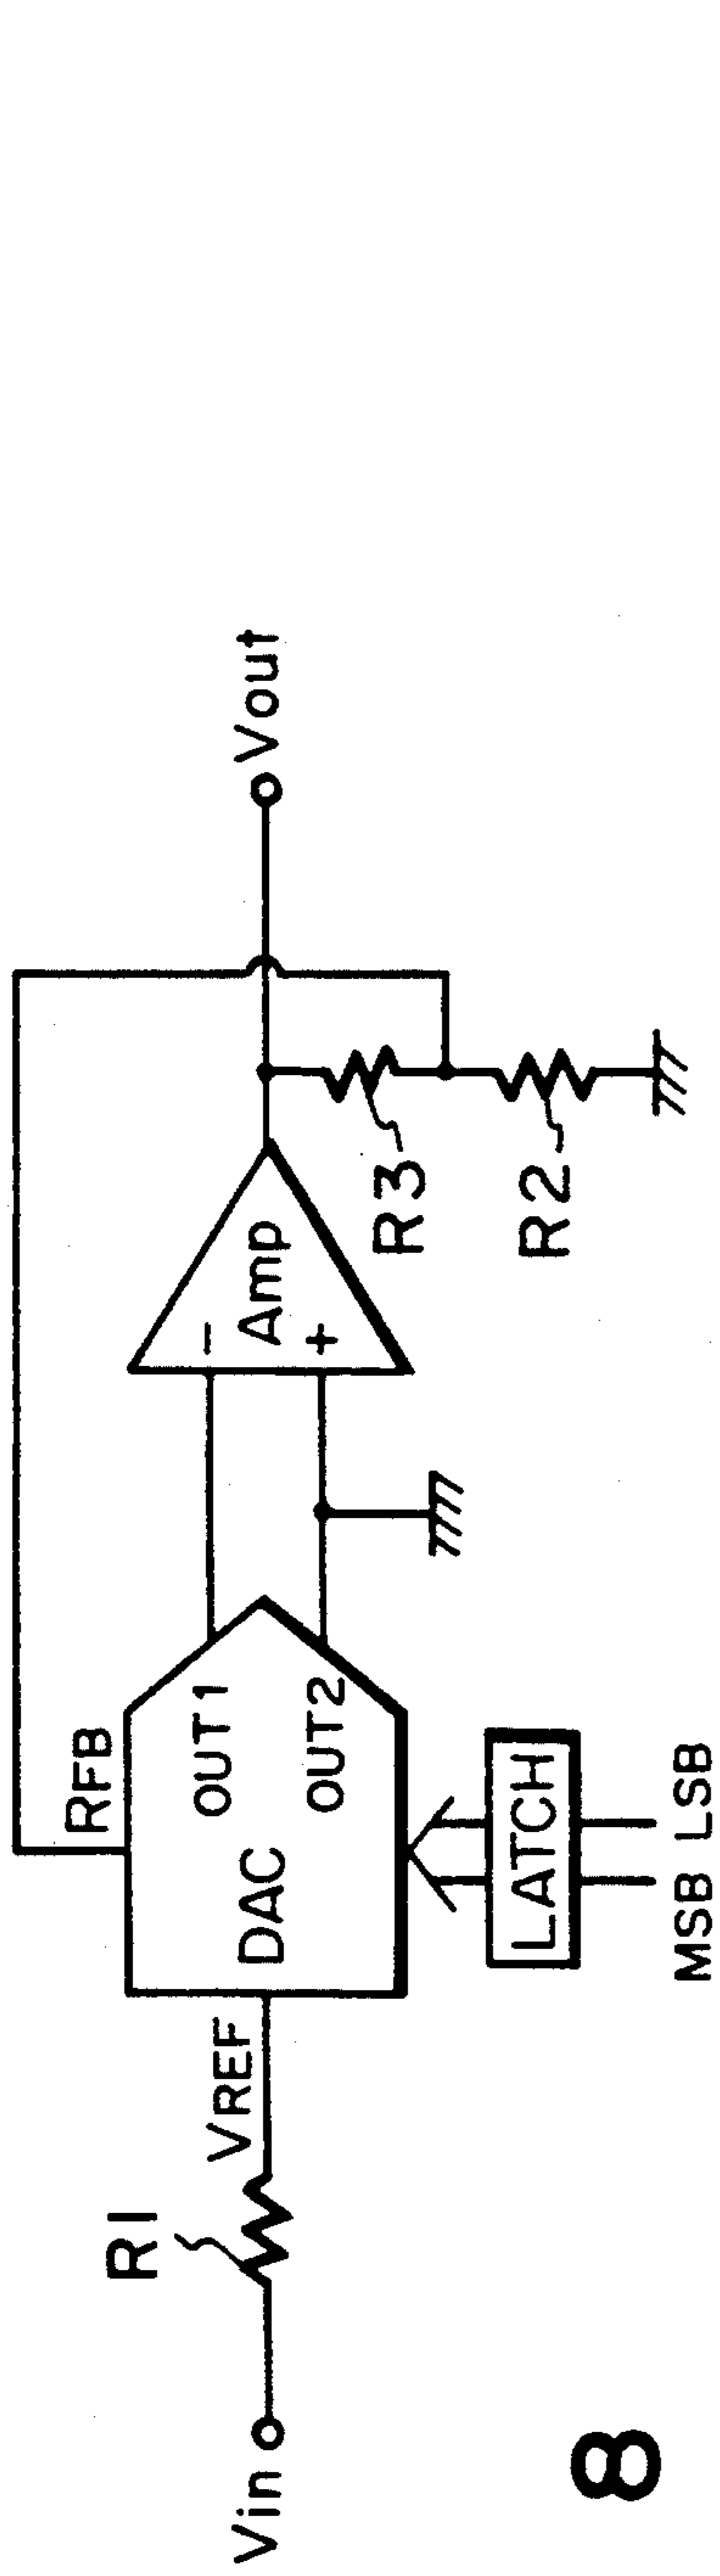 Vin
R1
VREF
RFB
DAC
OUT1
OUT2
LATCH
MSB LSB
-
Amp
+
R3
R2
Vout
8